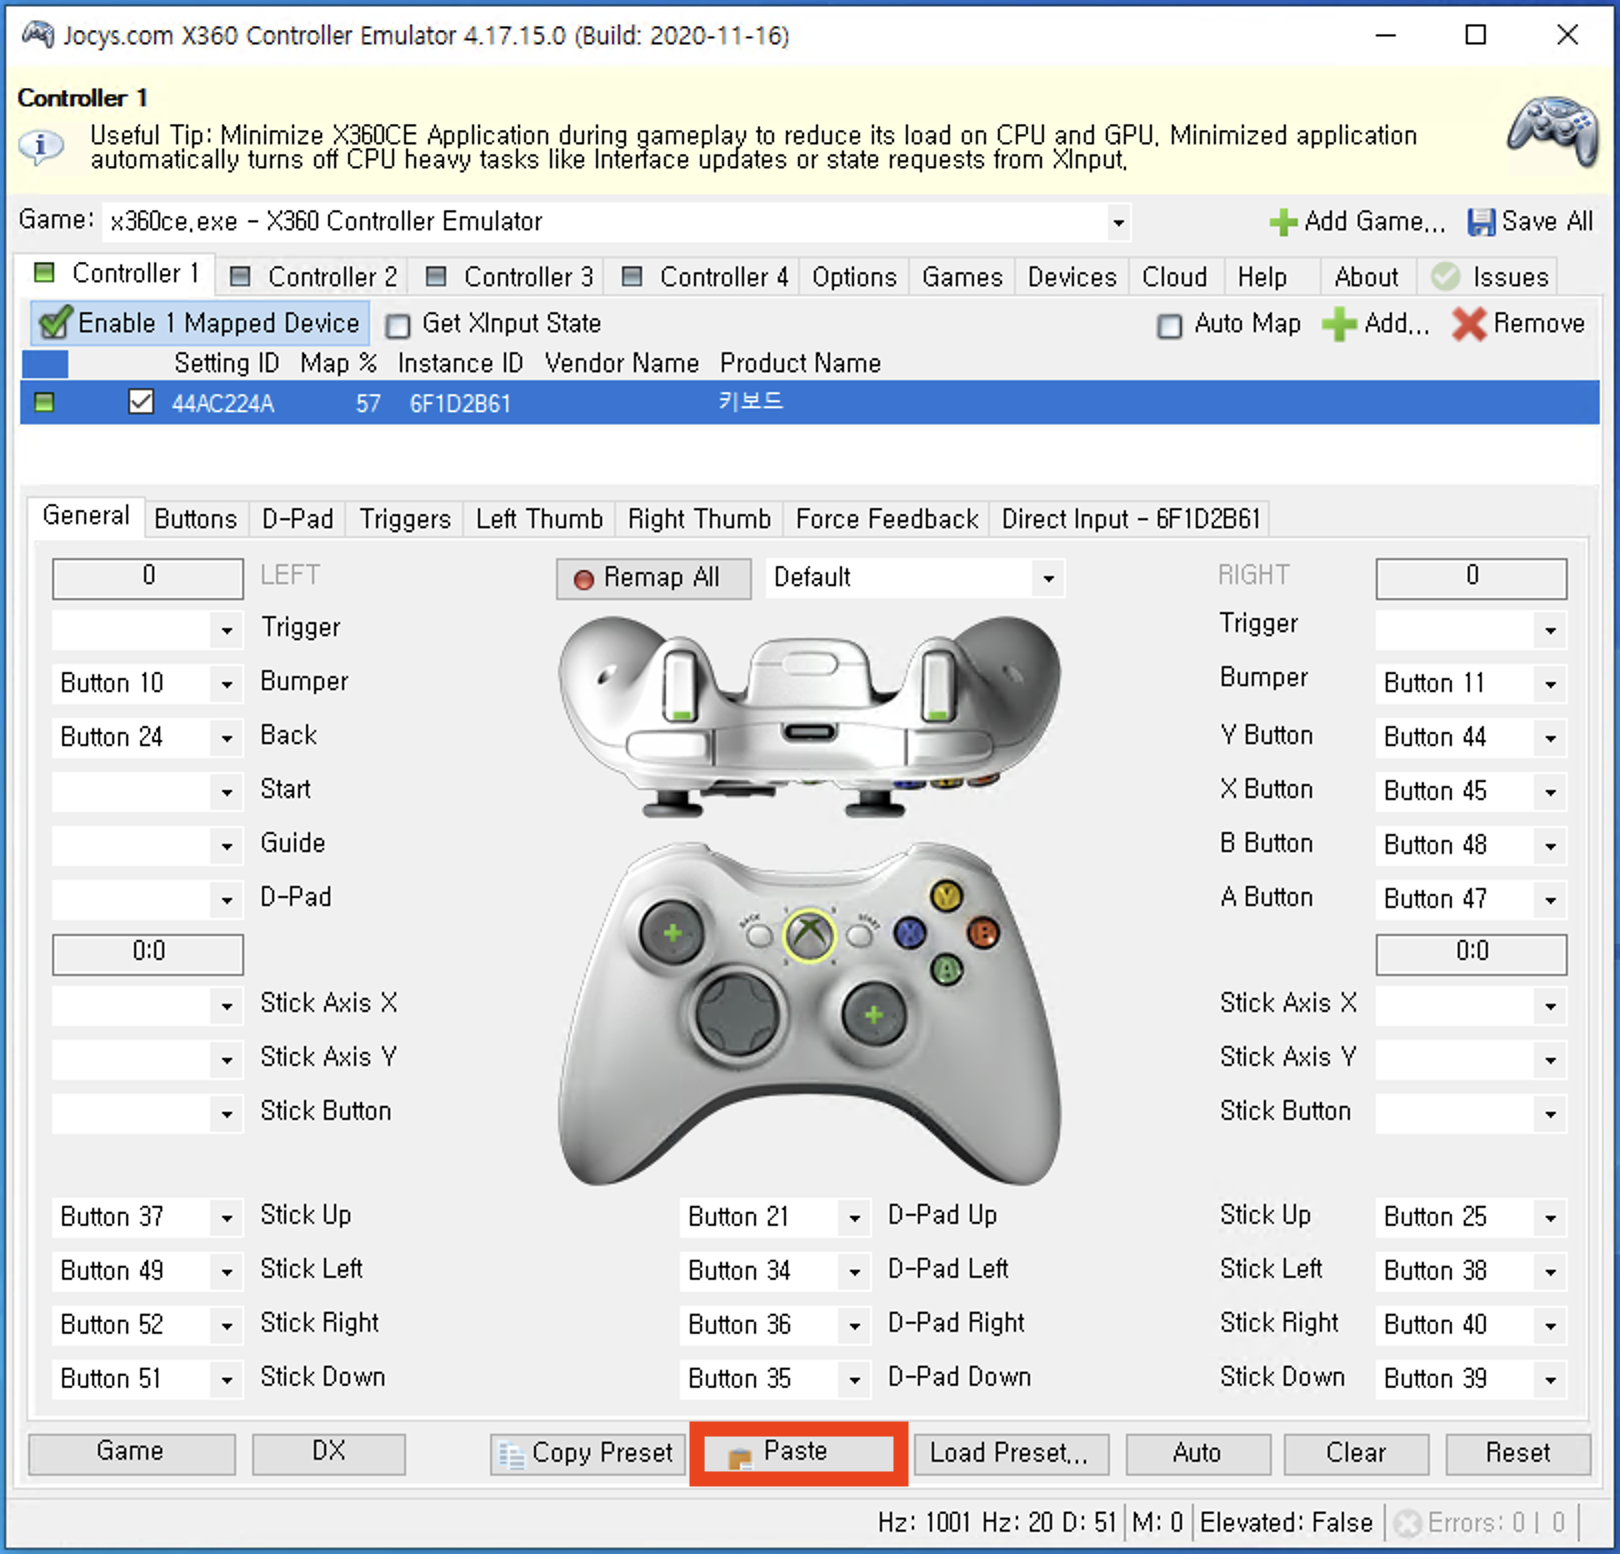 Jocys.com X360 Controller Emulator 4.17.15.0 (Build: 2020-11-16)
Controller 1
Useful Tip: Minimize X360CE Application during gameplay to reduce its load on CPU and GPU, Minimized application
automatically turns off CPU heavy tasks like Interface updates or state requests from XInput,
Game: x360ce,exe - X360 Controller Emulator Add Game,,, Save All
Controller 1 Controller 2 Controller 3 Controller 4 Options Games Devices Cloud Help About Issues
Enable 1 Mapped Device Get XInput State Auto Map Add,,, Remove
Setting ID Map % Instance ID Vendor Name Product Name
44AC224A 57 6F1D2B61 키보드
General Buttons D-Pad Triggers Left Thumb Right Thumb Force Feedback Direct Input - 6F1D2B61
0 LEFT Remap All Default RIGHT 0
Trigger Trigger
Button 10 Bumper Bumper Button 11
Button 24 Back Y Button Button 44
Start X Button Button 45
Guide B Button Button 48
D-Pad A Button Button 47
Y
BACK START X B
A
0:0 0:0
Stick Axis X Stick Axis X
Stick Axis Y Stick Axis Y
Stick Button Stick Button
Button 37 Stick Up Button 21 D-Pad Up Stick Up Button 25
Button 49 Stick Left Button 34 D-Pad Left Stick Left Button 38
Button 52 Stick Right Button 36 D-Pad Right Stick Right Button 40
Button 51 Stick Down Button 35 D-Pad Down Stick Down Button 39
Game DX Copy Preset Paste Load Preset,,, Auto Clear Reset
Hz: 1001 Hz: 20 D: 51 M: 0 Elevated: False Errors: 0 | 0